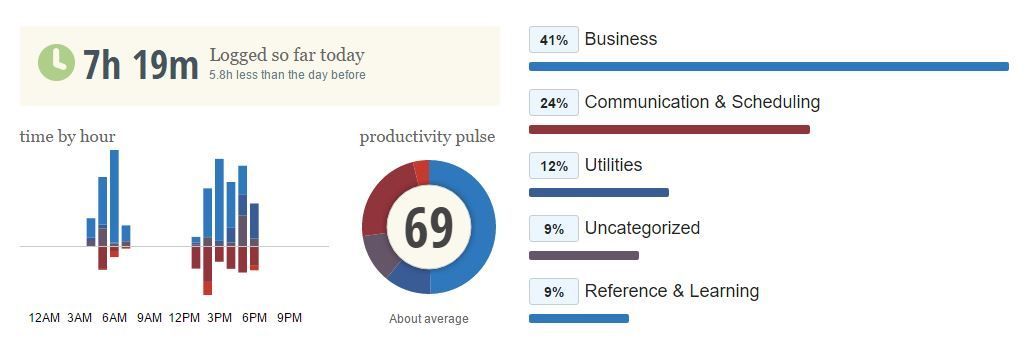 7h 19m
Logged so far today
5.8h less than the day before
time by hour
12AM 3AM 6AM 9AM 12PM 3PM 6PM 9PM
productivity pulse
69
About average
41% Business
24% Communication & Scheduling
12% Utilities
9% Uncategorized
9% Reference & Learning